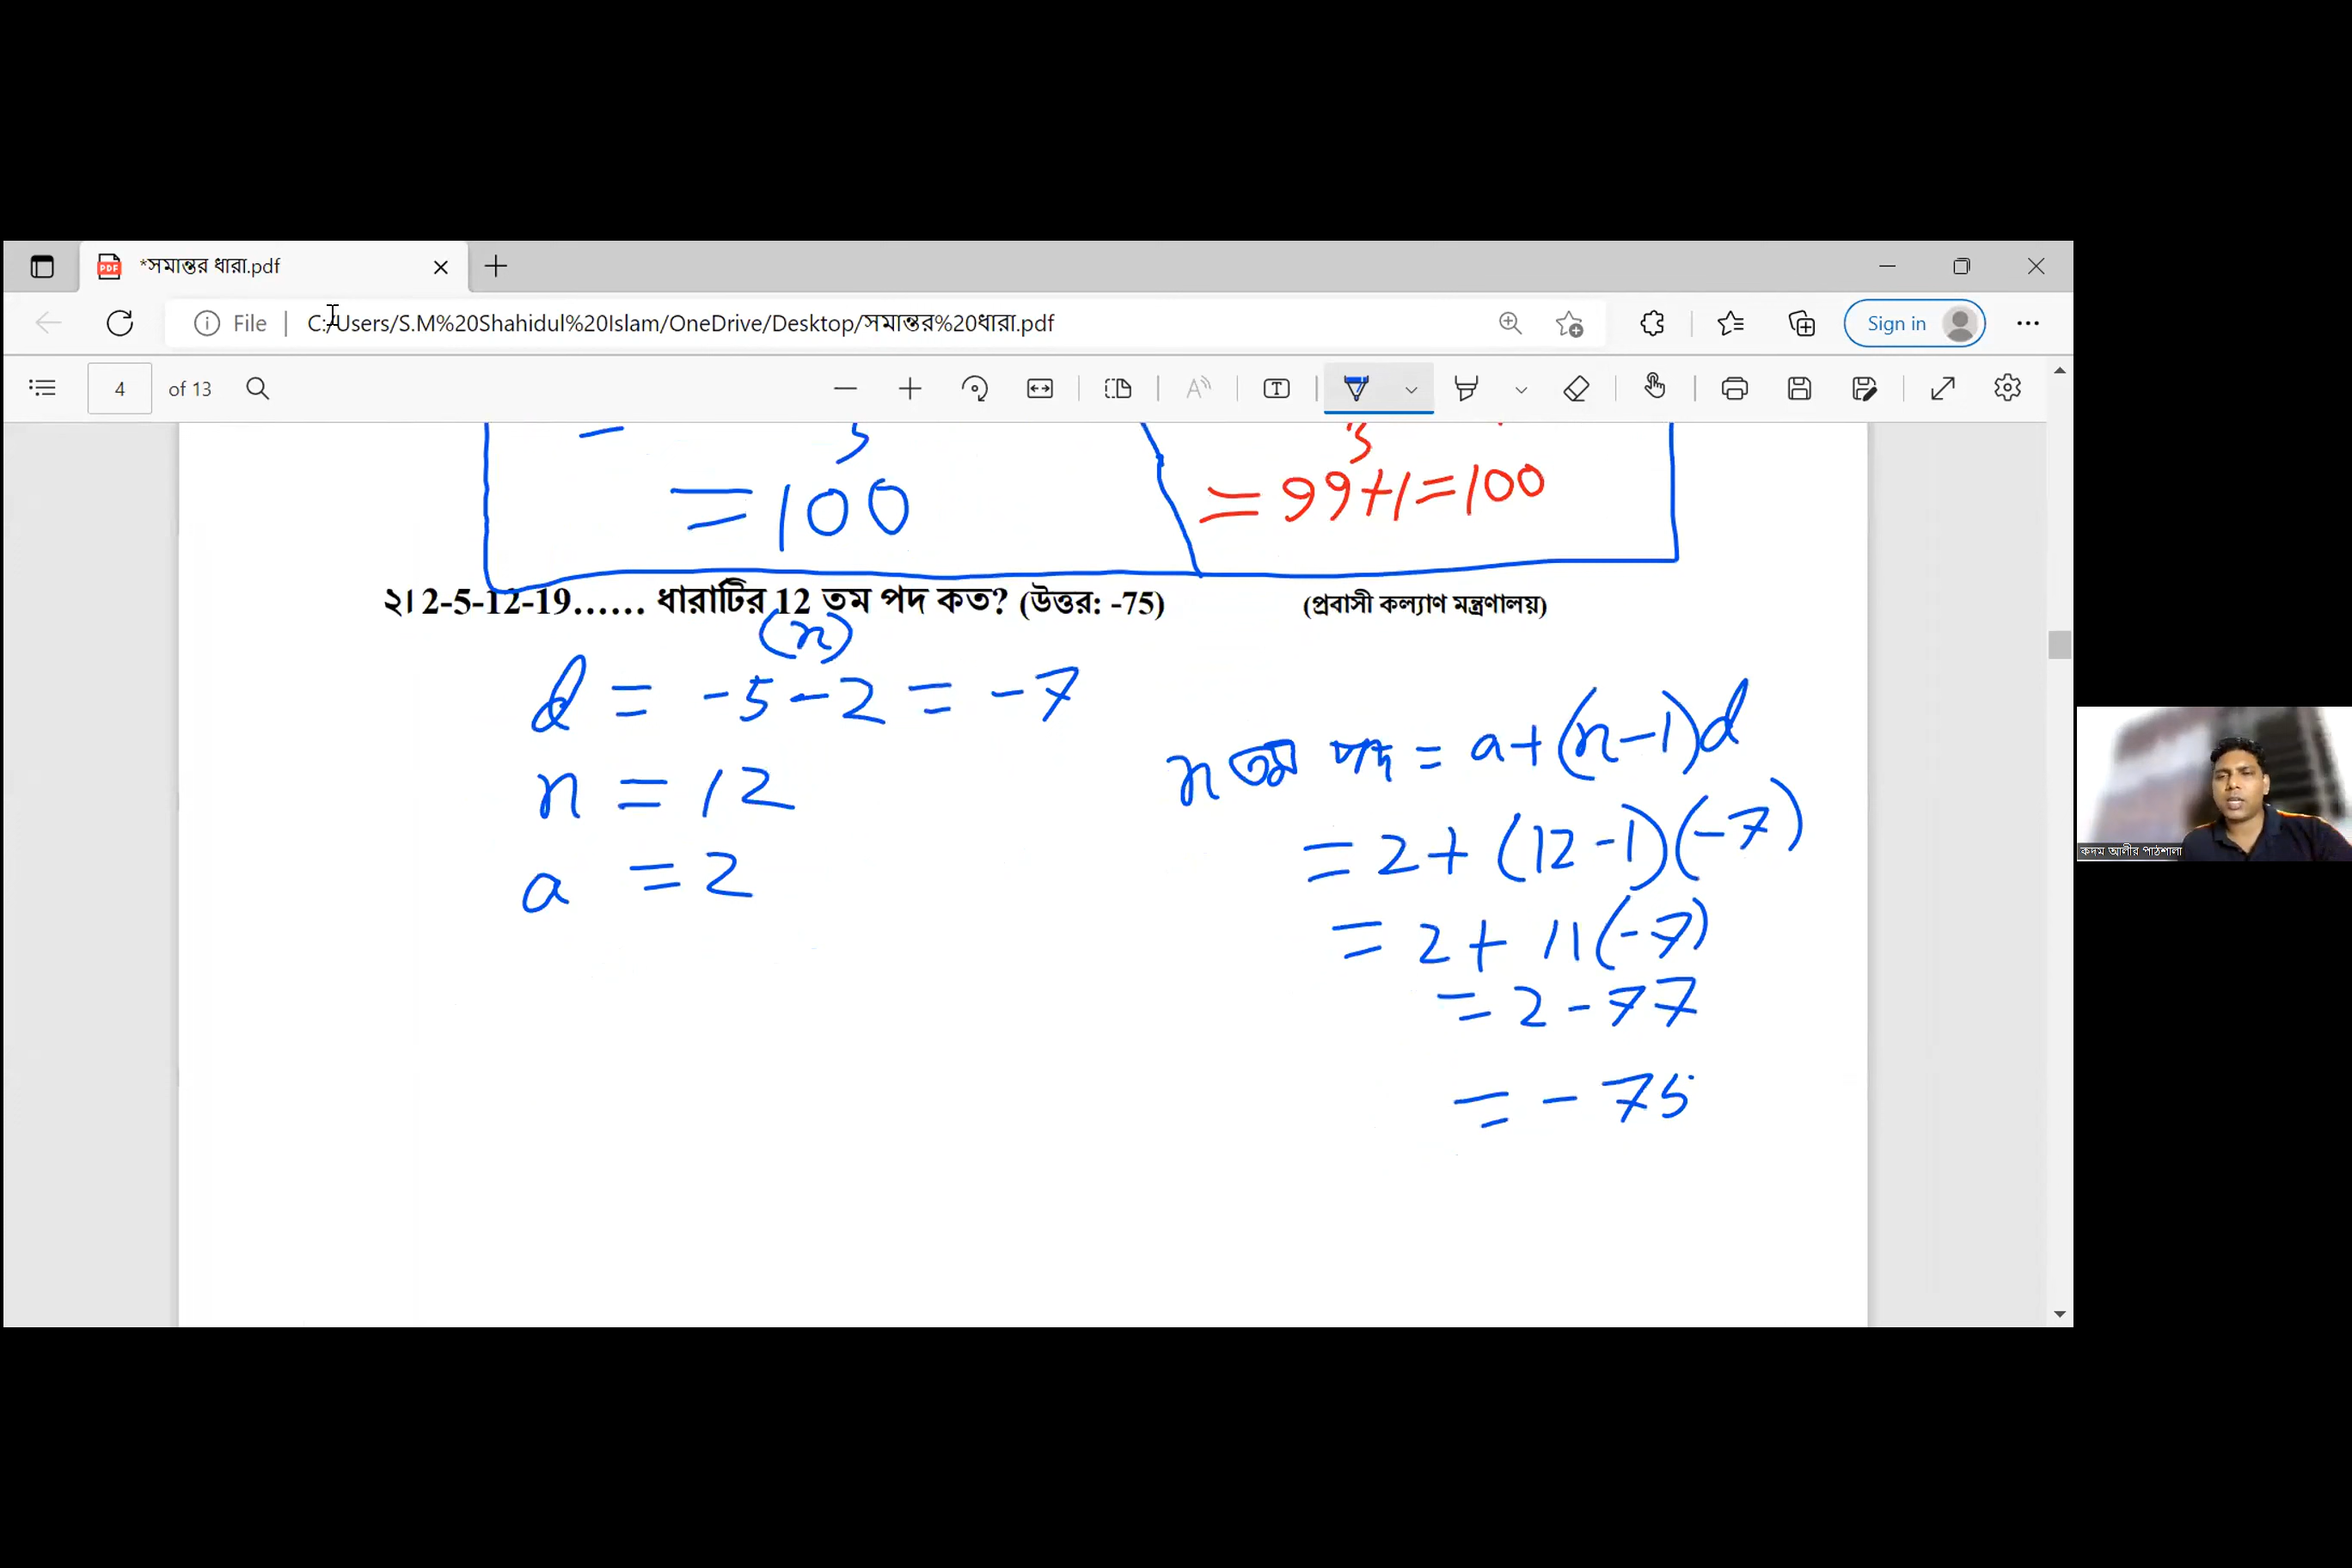 *সমান্তর ধারা.pdf
File | C:/Users/S.M%20Shahidul%20Islam/OneDrive/Desktop/সমান্তর%20ধারা.pdf
Sign in
4 of 13
= 100
= 99+1=100
২। 2-5-12-19...... ধারাটির 12 তম পদ কত? (উত্তর: -75) (প্রবাসী কল্যাণ মন্ত্রণালয়)
(n)
d = -5-2 = -7
n = 12
a = 2
n তম পদ = a+(n-1)d
= 2+(12-1)(-7)
= 2+ 11(-7)
= 2-77
= -75
কদম আলীর পাঠশালা